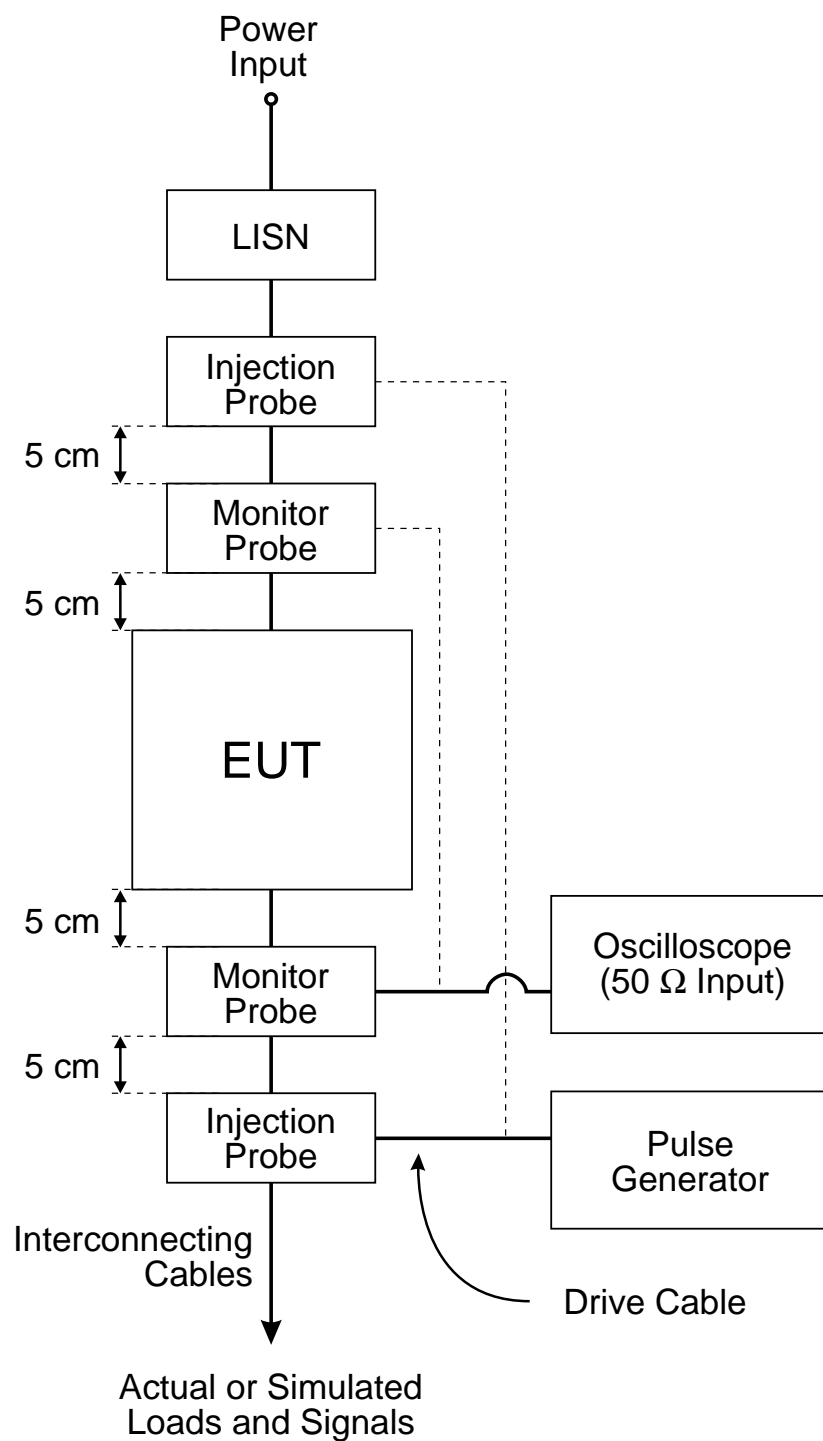 Power
Input
LISN
Injection
Probe
5 cm
Monitor
Probe
5 cm
EUT
5 cm
Monitor
Probe
Oscilloscope
(50 Ω Input)
5 cm
Injection
Probe
Pulse
Generator
Interconnecting
Cables
Drive Cable
Actual or Simulated
Loads and Signals